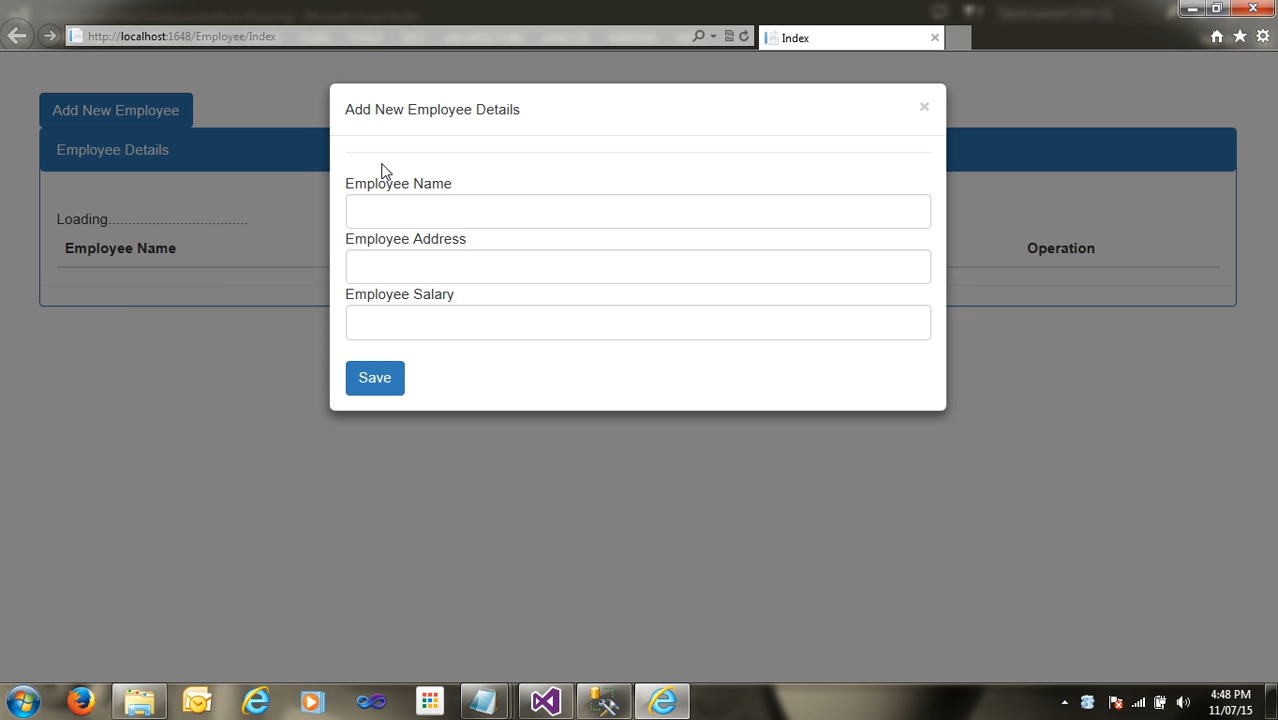 http://localhost:1648/Employee/Index
Index
Add New Employee
Add New Employee Details
×
Employee Details
Employee Name
Loading.................................
Employee Address
Employee Name
Operation
Employee Salary
Save
4:48 PM
11/07/15